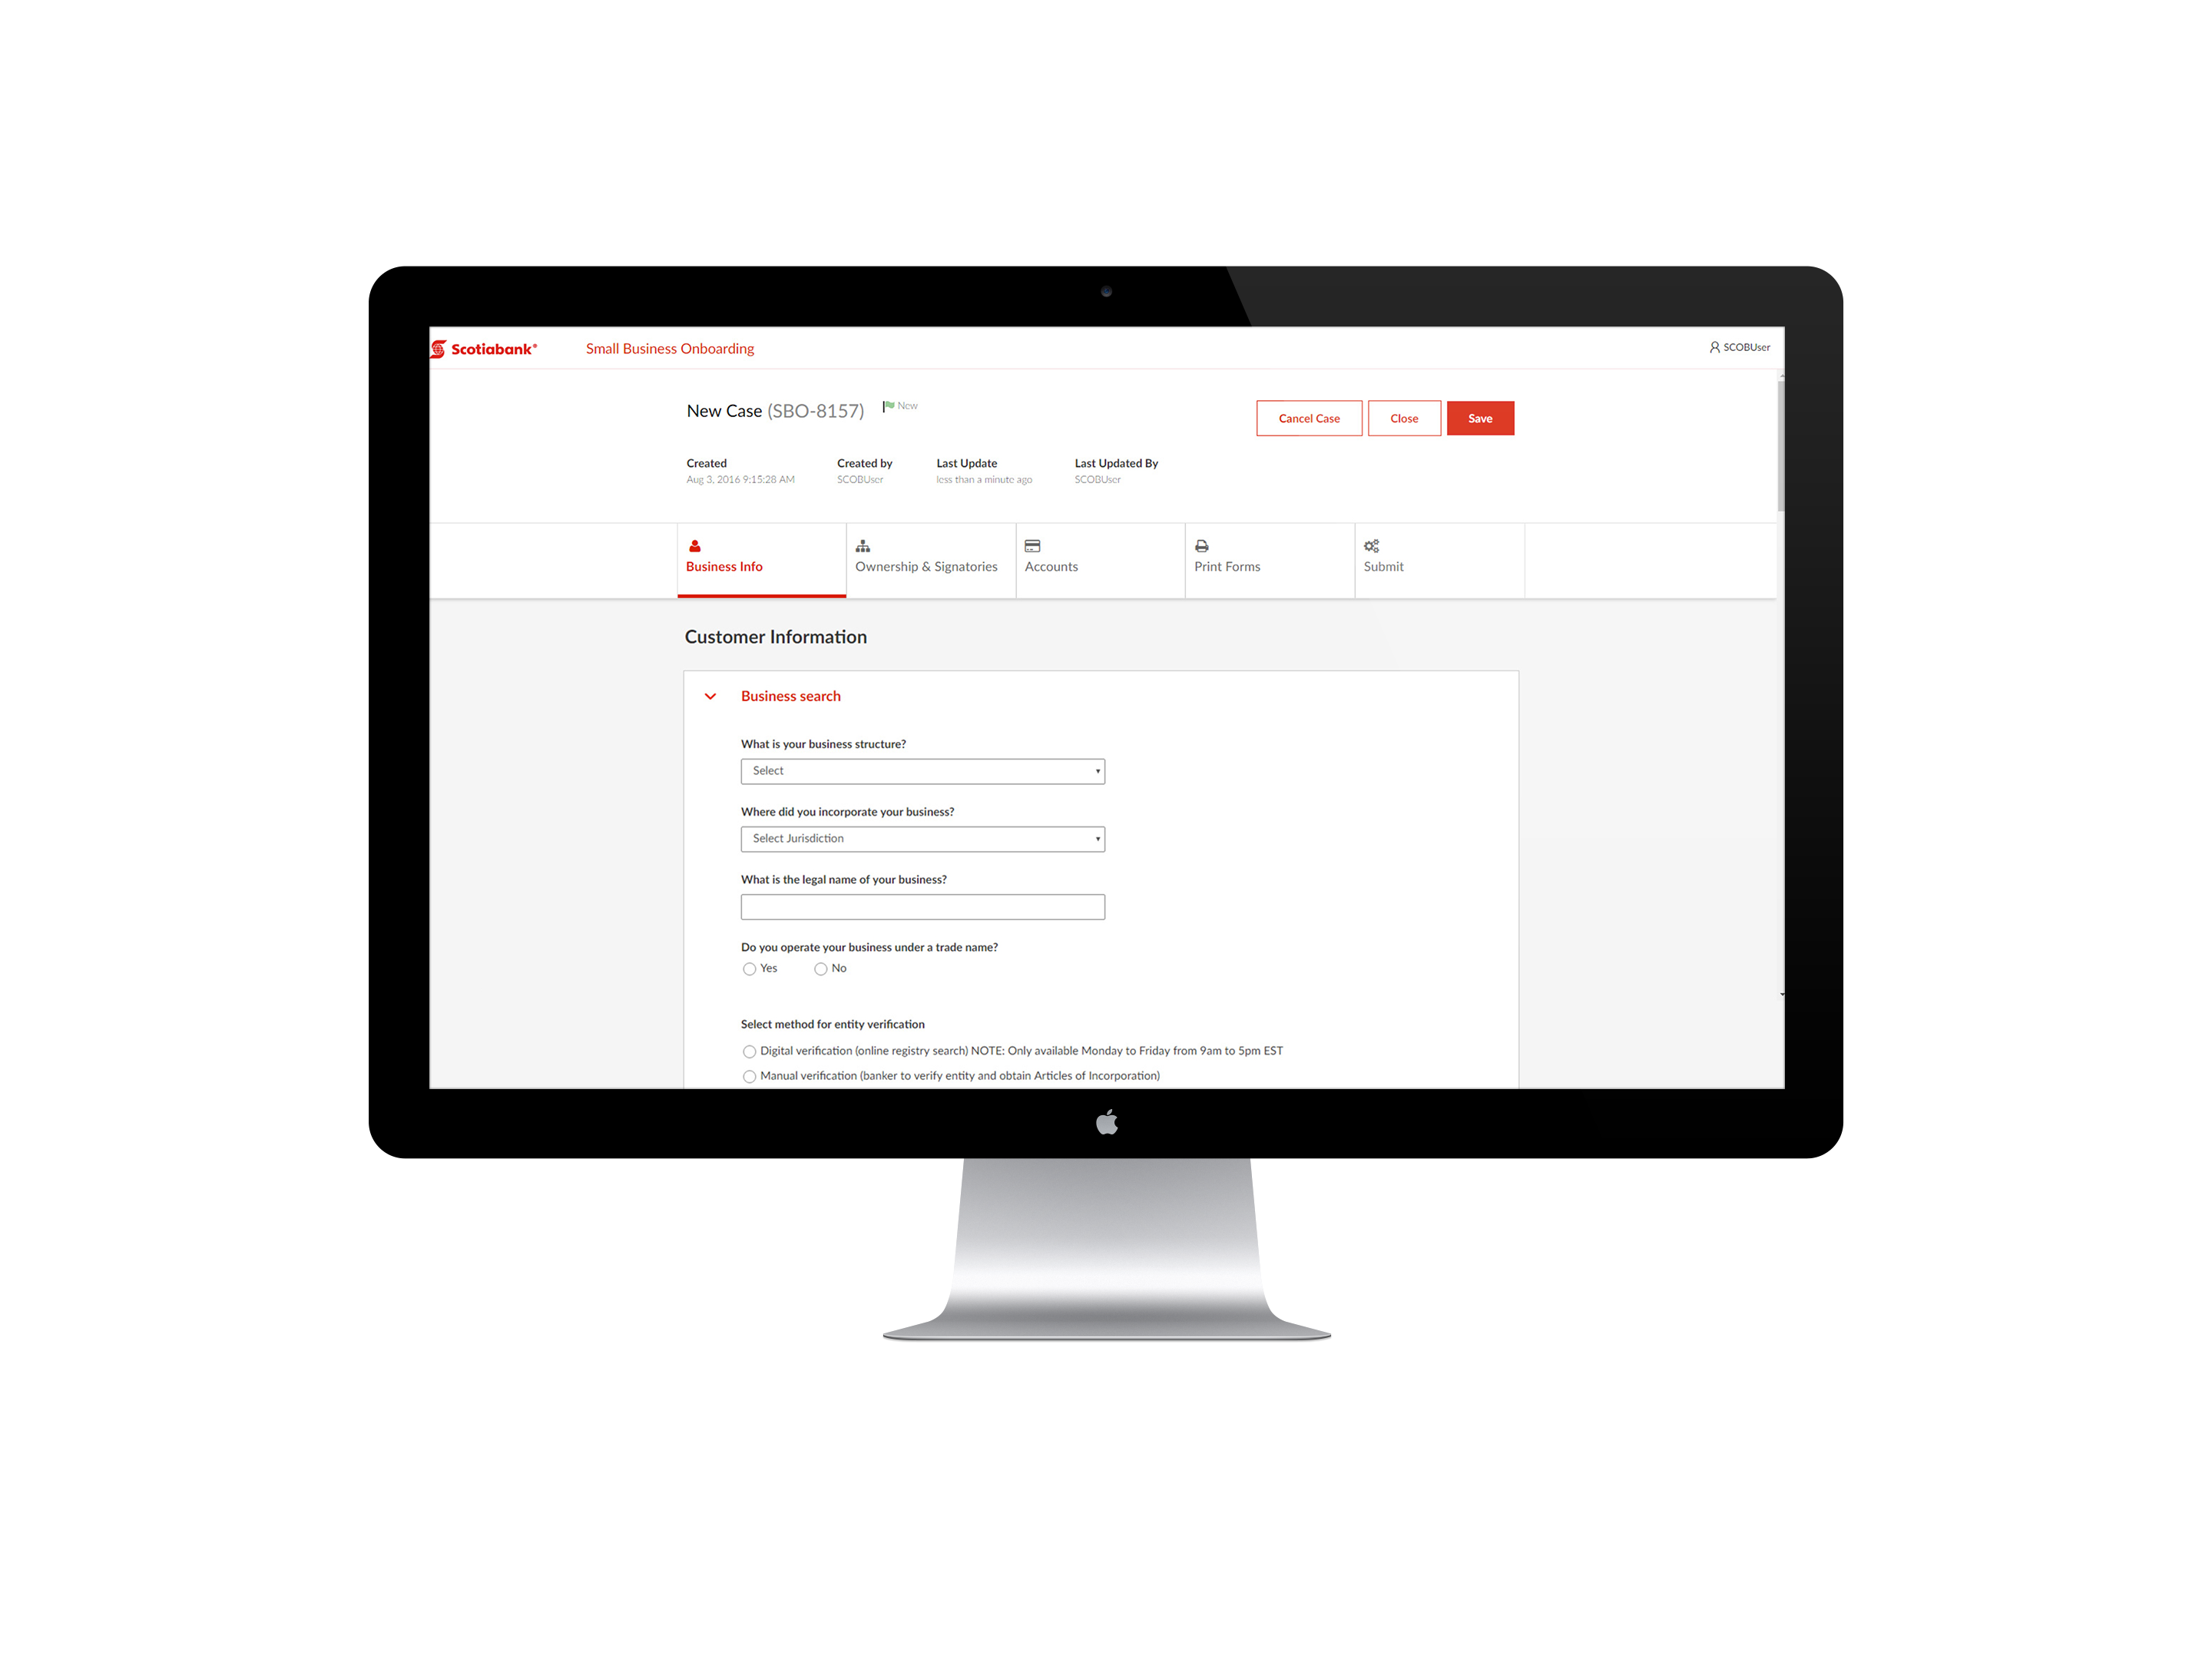 Scotiabank®
Small Business Onboarding
SCOBUser
New Case (SBO-8157)
New
Cancel Case
Close
Save
Created
Aug 3, 2016 9:15:28 AM
Created by
SCOBUser
Last Update
less than a minute ago
Last Updated By
SCOBUser
Business Info
Ownership & Signatories
Accounts
Print Forms
Submit
Customer Information
Business search
What is your business structure?
Select
Where did you incorporate your business?
Select Jurisdiction
What is the legal name of your business?
Do you operate your business under a trade name?
Yes
No
Select method for entity verification
Digital verification (online registry search) NOTE: Only available Monday to Friday from 9am to 5pm EST
Manual verification (banker to verify entity and obtain Articles of Incorporation)